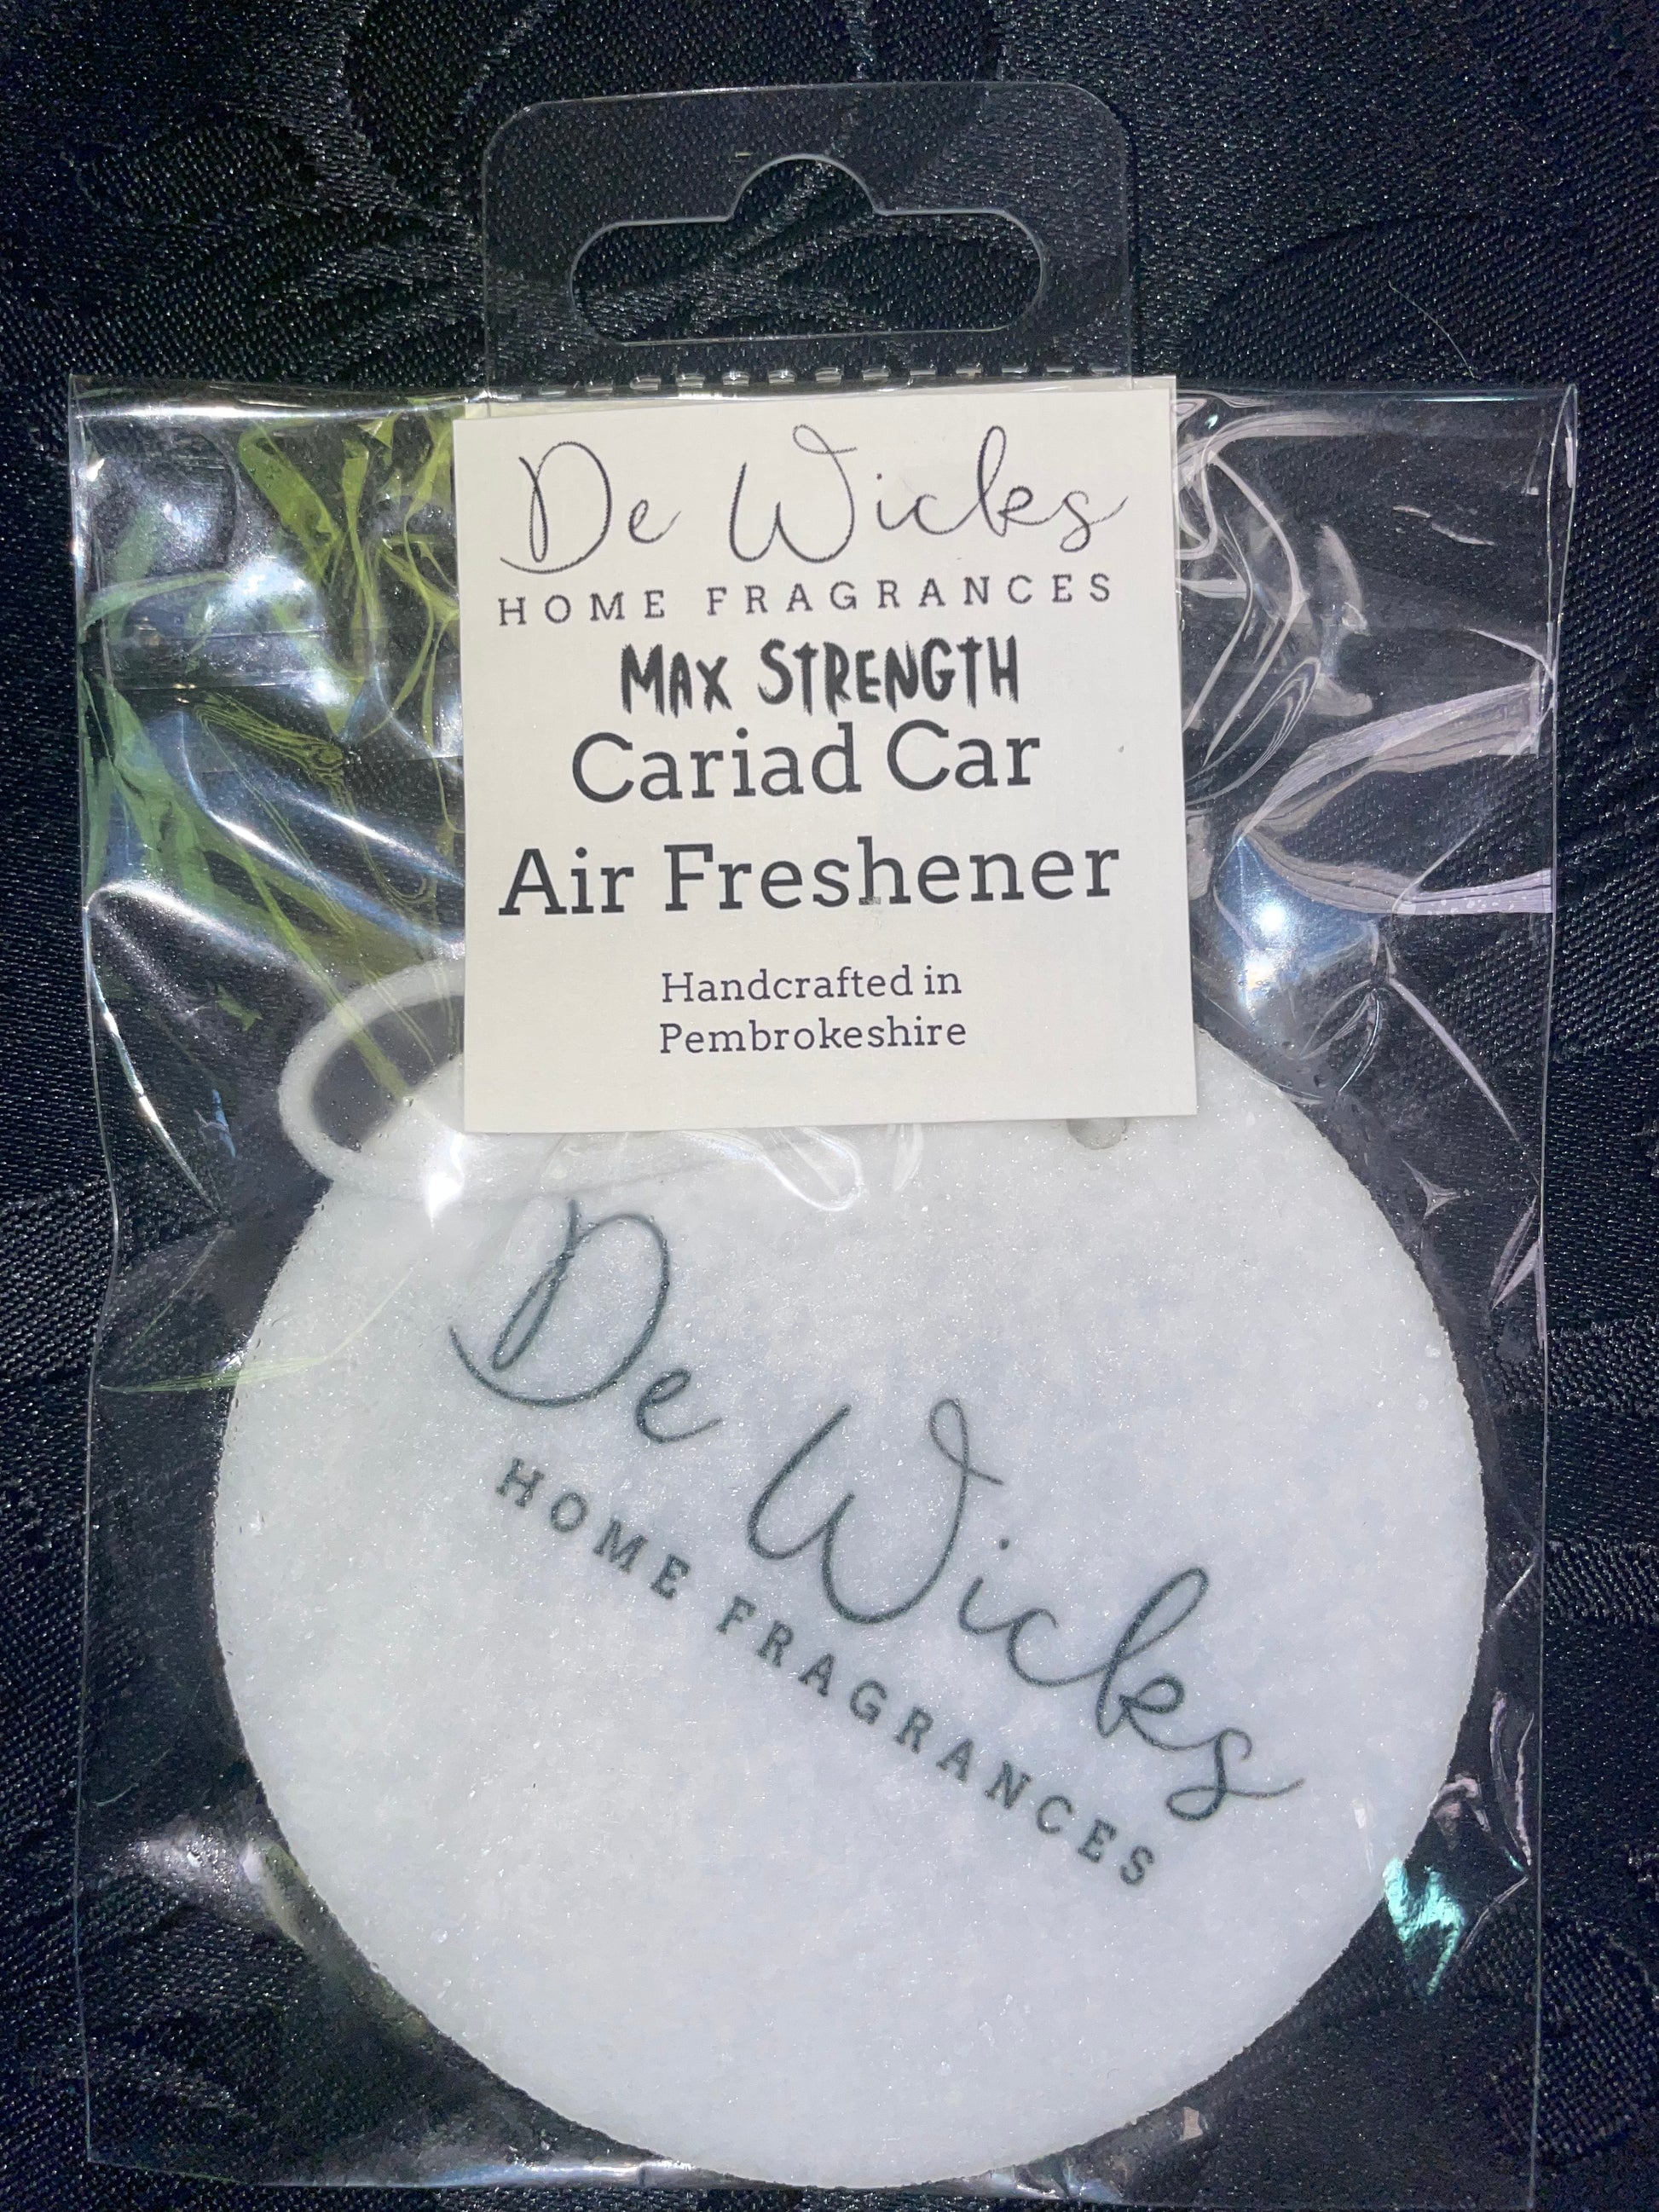 De Wicks
HOME FRAGRANCES
MAX STRENGTH
Cariad Car
Air Freshener
Handcrafted in
Pembrokeshire
De Wicks
HOME FRAGRANCES